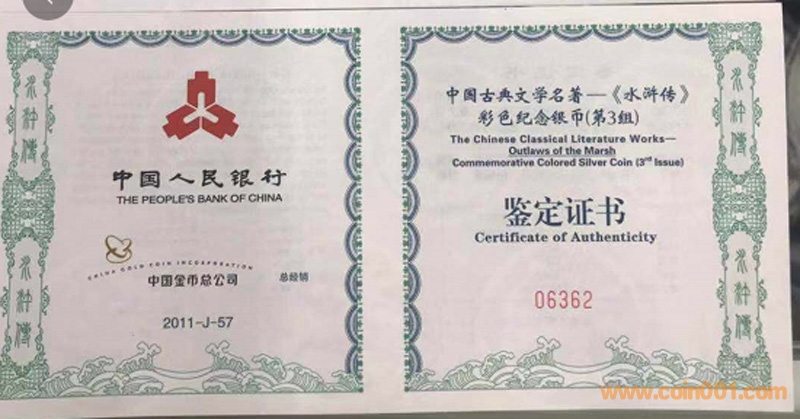 水浒传
水浒传
中国人民银行
THE PEOPLE'S BANK OF CHINA
CHINA GOLD COIN INCORPORATION
中国金币总公司 总经销
2011-J-57
中国古典文学名著—《水浒传》
彩色纪念银币(第3组)
The Chinese Classical Literature Works—
Outlaws of the Marsh
Commemorative Colored Silver Coin (3rd Issue)
鉴定证书
Certificate of Authenticity
06362
水浒传
水浒传
www.coin001.com